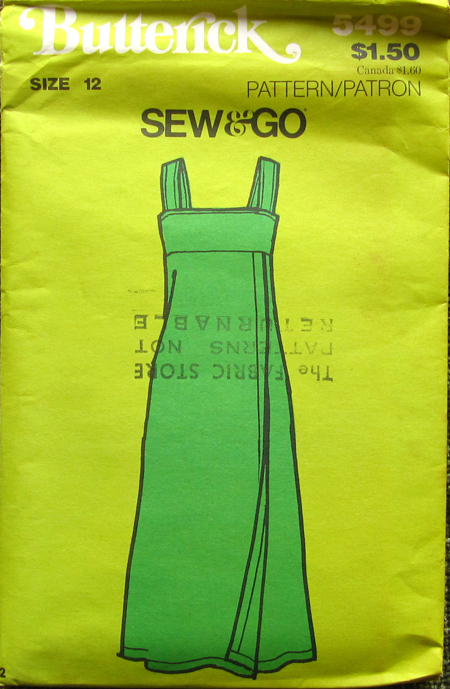 Butterick
5499
$1.50
Canada $1.60
SIZE 12
PATTERN/PATRON
SEW&GO
The FABRIC STORE
PATTERNS NOT
RETURNABLE
2